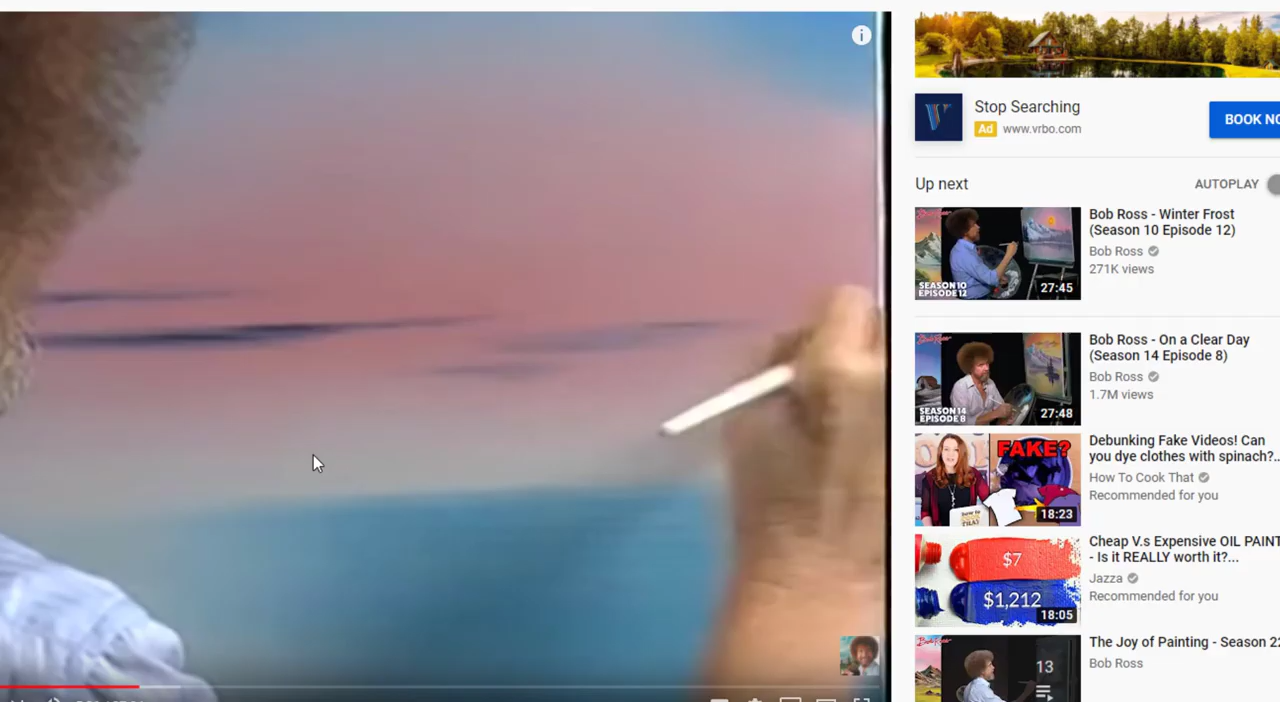 Stop Searching
Ad www.vrbo.com
BOOK NO
Up next
AUTOPLAY
SEASON 10
EPISODE 12
27:45
Bob Ross - Winter Frost
(Season 10 Episode 12)
Bob Ross
271K views
SEASON 14
EPISODE 8
27:48
Bob Ross - On a Clear Day
(Season 14 Episode 8)
Bob Ross
1.7M views
FAKE?
18:23
Debunking Fake Videos! Can
you dye clothes with spinach?...
How To Cook That
Recommended for you
$7
$1,212
18:05
Cheap V.s Expensive OIL PAINT
- Is it REALLY worth it?...
Jazza
Recommended for you
13
The Joy of Painting - Season 22
Bob Ross